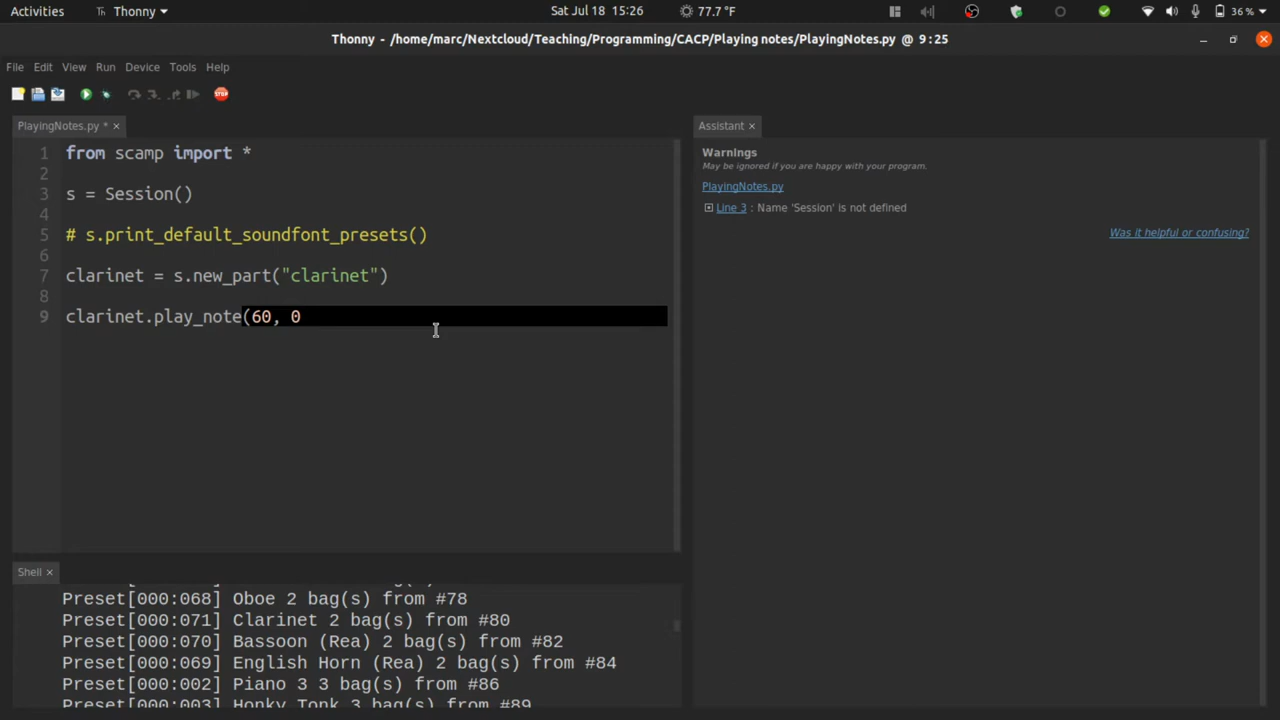 Activities
Thonny
Sat Jul 18 15:26
77.7 °F
36 %
Thonny - /home/marc/Nextcloud/Teaching/Programming/CACP/Playing notes/PlayingNotes.py @ 9:25
File Edit View Run Device Tools Help
STOP
PlayingNotes.py *
1 from scamp import *
2
3 s = Session()
4
5 # s.print_default_soundfont_presets()
6
7 clarinet = s.new_part("clarinet")
8
9 clarinet.play_note(60, 0
Assistant
Warnings
May be ignored if you are happy with your program.
PlayingNotes.py
Line 3 : Name 'Session' is not defined
Was it helpful or confusing?
Shell
Preset[000:068] Oboe 2 bag(s) from #78
Preset[000:071] Clarinet 2 bag(s) from #80
Preset[000:070] Bassoon (Rea) 2 bag(s) from #82
Preset[000:069] English Horn (Rea) 2 bag(s) from #84
Preset[000:002] Piano 3 3 bag(s) from #86
Preset[000:003] Honky Tonk 3 bag(s) from #89